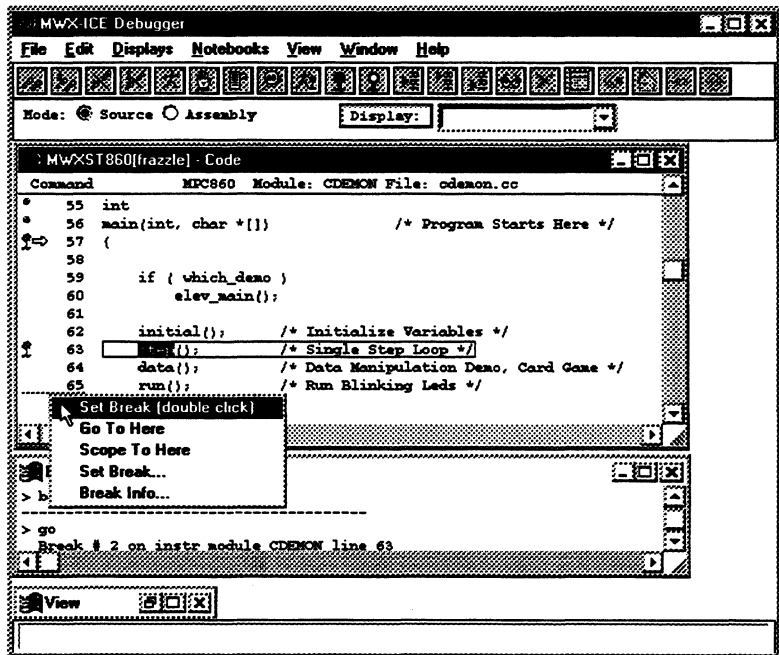 MWX-ICE Debugger
File Edit Displays Notebooks View Window Help
Mode: Source Assembly Display:
MWXST860[frazzle] - Code
Command MPC860 Module: CDEMON File: cdemon.cc
55 int
56 main(int, char *[]) /* Program Starts Here */
57 {
58
59 if ( which_demo )
60 elev_main();
61
62 initial(); /* Initialize Variables */
63 (); /* Single Step Loop */
64 data(); /* Data Manipulation Demo, Card Game */
65 run(); /* Run Blinking Leds */
Set Break (double click)
Go To Here
Scope To Here
Set Break...
Break Info...
> b
> go
Break # 2 on instr module CDEMON line 63
View